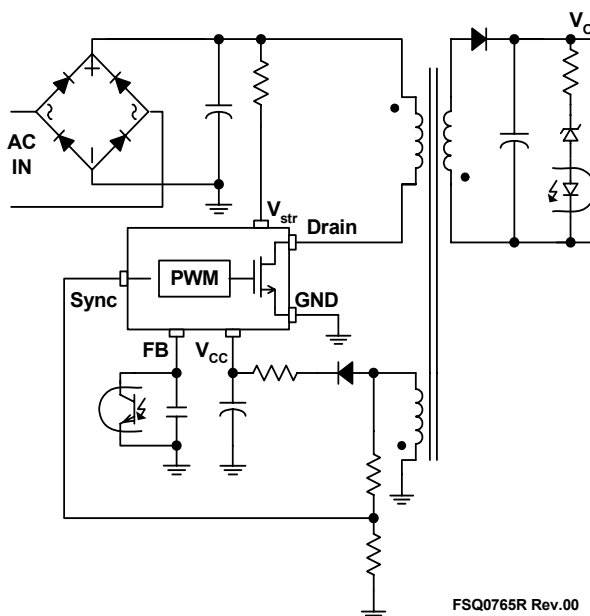 V
AC
IN
Vstr
Drain
PWM
Sync
GND
FB
VCC
FSQ0765R Rev.00